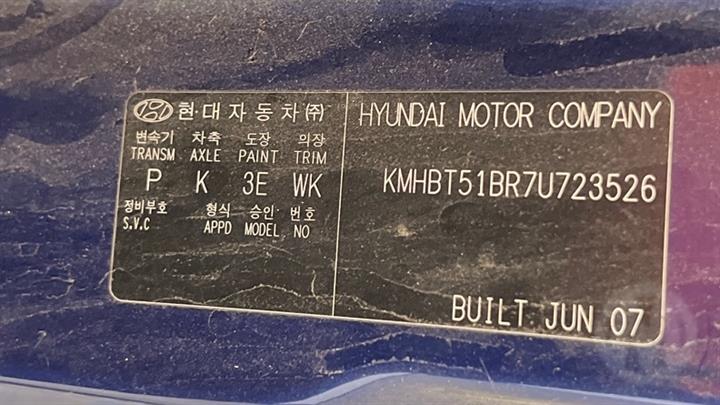 현대자동차(주)
변속기 차축 도장 의장
TRANSM AXLE PAINT TRIM
P K 3E WK
정비부호 형식 승인 번호
S.V.C APPD MODEL NO
HYUNDAI MOTOR COMPANY
KMHBT51BR7U723526
BUILT JUN 07